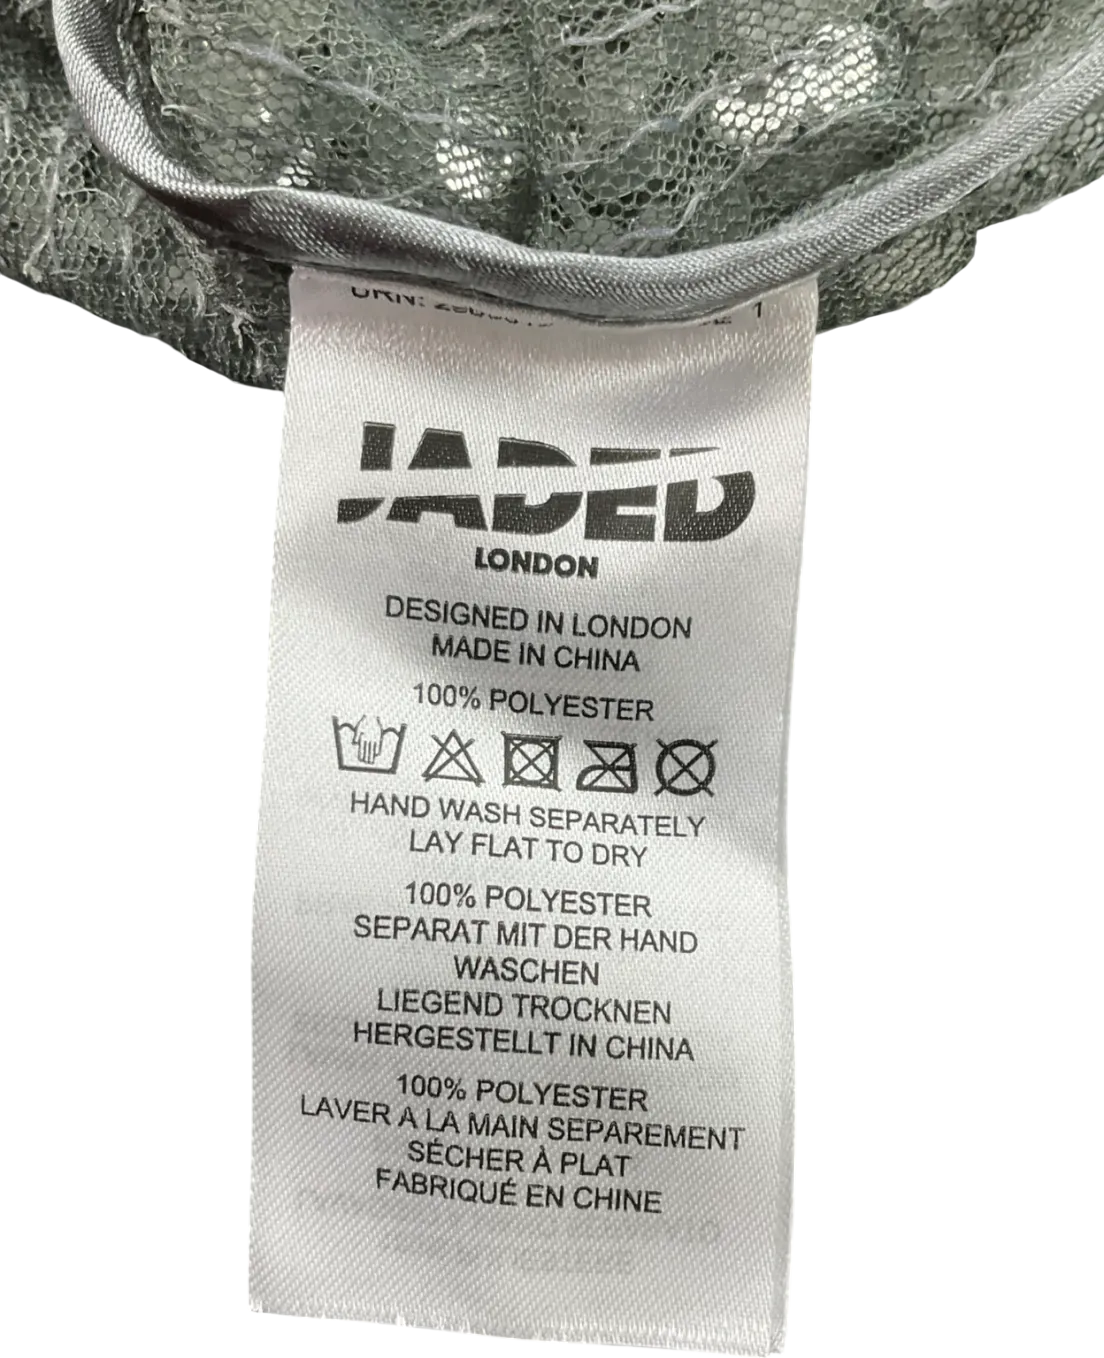 URN:
1
JADED
LONDON
DESIGNED IN LONDON
MADE IN CHINA
100% POLYESTER
HAND WASH SEPARATELY
LAY FLAT TO DRY
100% POLYESTER
SEPARAT MIT DER HAND
WASCHEN
LIEGEND TROCKNEN
HERGESTELLT IN CHINA
100% POLYESTER
LAVER A LA MAIN SEPAREMENT
SÉCHER À PLAT
FABRIQUÉ EN CHINE